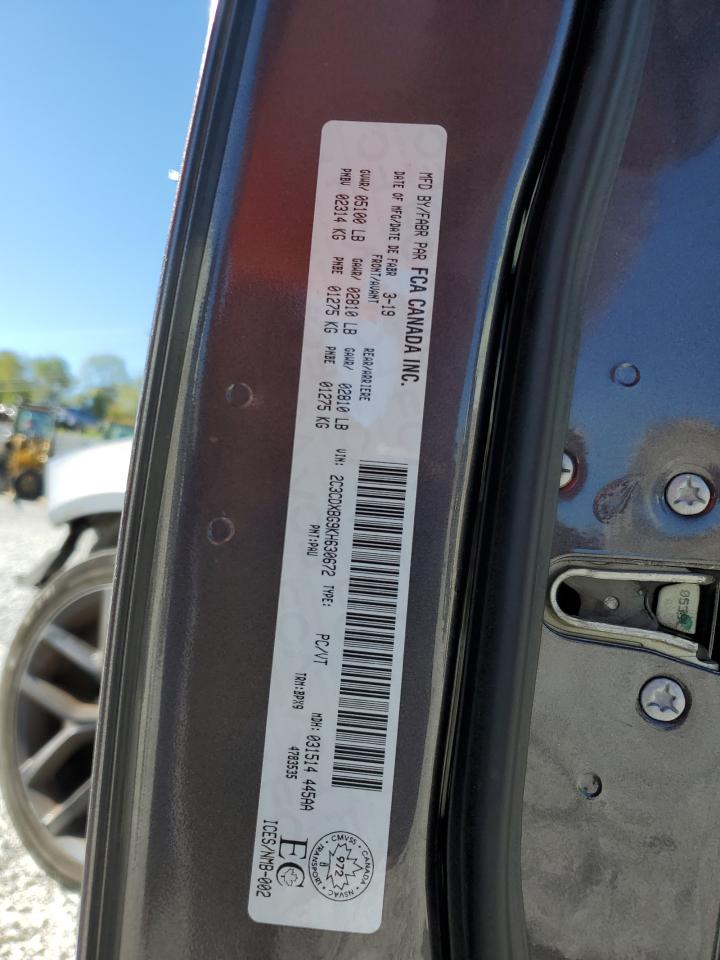 MFD BY/FABR PAR FCA CANADA INC.
DATE OF MFG/DATE DE FABR 3-19
FRONT/AVANT REAR/ARRIERE
GVWR/ 05100 LB GAWR/ 02810 LB GAWR/ 02810 LB
PNBV 02314 KG PNBE 01275 KG PNBE 01275 KG
VIN: 2C3CDXBG9KH630672 TYPE: PC/VT MDH: 031514 445AA
PNT:PAU TRM:BPX9 4783535
ICES/NMB-002
EC
CMVSS CANADA NSVAC TRANSPORT
972
053